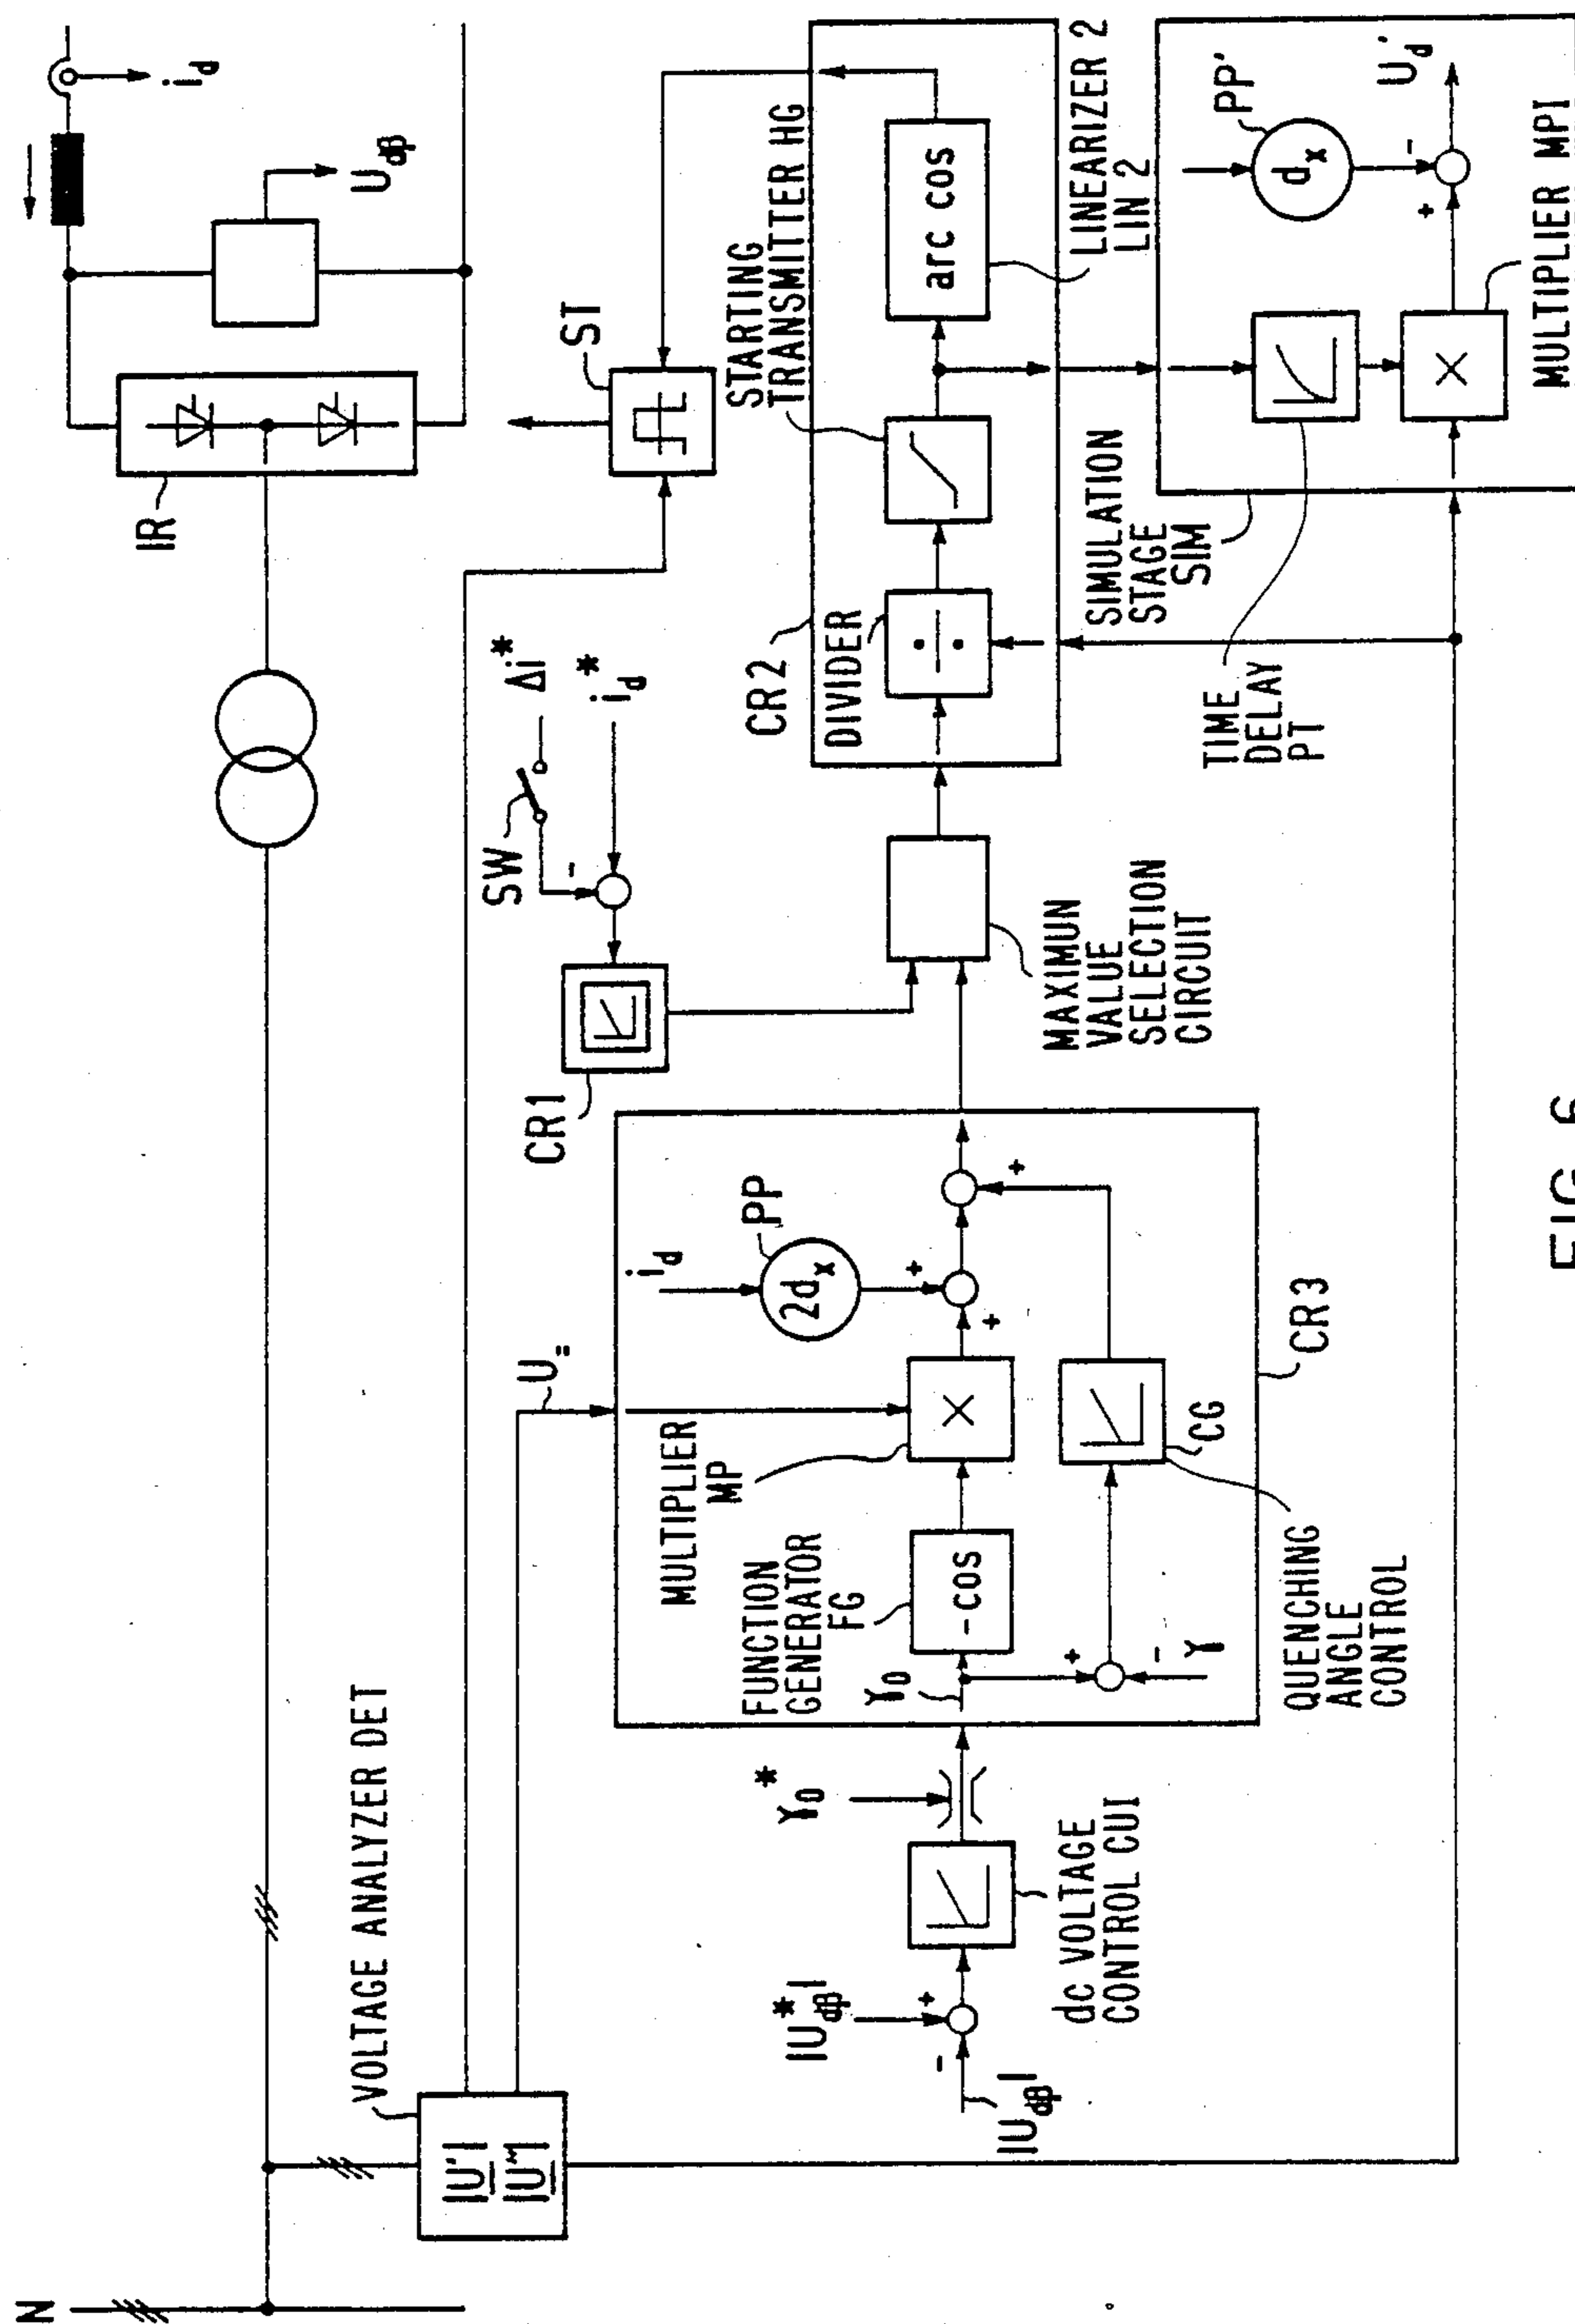 N
VOLTAGE ANALYZER DET
|U'|
|U"|
IR
i_d
U_dβ
ST
U_=
SW
Δi*
i_d*
CR1
CR2
DIVIDER
STARTING
TRANSMITTER HG
arc cos
LINEARIZER 2
LIN 2
MAXIMUN
VALUE
SELECTION
CIRCUIT
SIMULATION
STAGE
SIM
TIME
DELAY
PT
PP'
d_x
- +
U_d'
×
MULTIPLIER MPI
|U*_dβ|
+ -
|U_dβ|
dc VOLTAGE
CONTROL CUI
γ_0*
γ_0
FUNCTION
GENERATOR
FG
-COS
MULTIPLIER
MP
×
i_d
PP
2d_x
+ +
+
+ -
γ
CG
QUENCHING
ANGLE
CONTROL
CR3
-
FIG 6